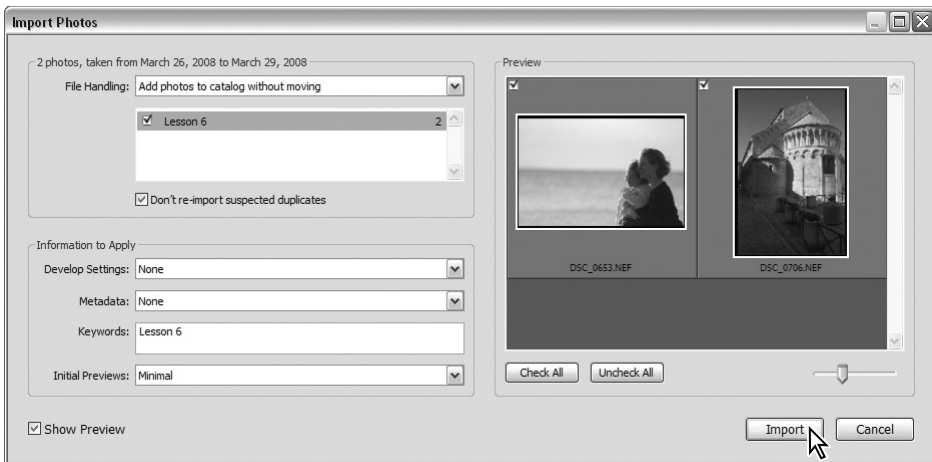 Import Photos
2 photos, taken from March 26, 2008 to March 29, 2008
File Handling: Add photos to catalog without moving
Lesson 6 2
Don't re-import suspected duplicates
Information to Apply
Develop Settings: None
Metadata: None
Keywords: Lesson 6
Initial Previews: Minimal
Show Preview
Preview
DSC_0653.NEF
DSC_0706.NEF
Check All
Uncheck All
Import
Cancel